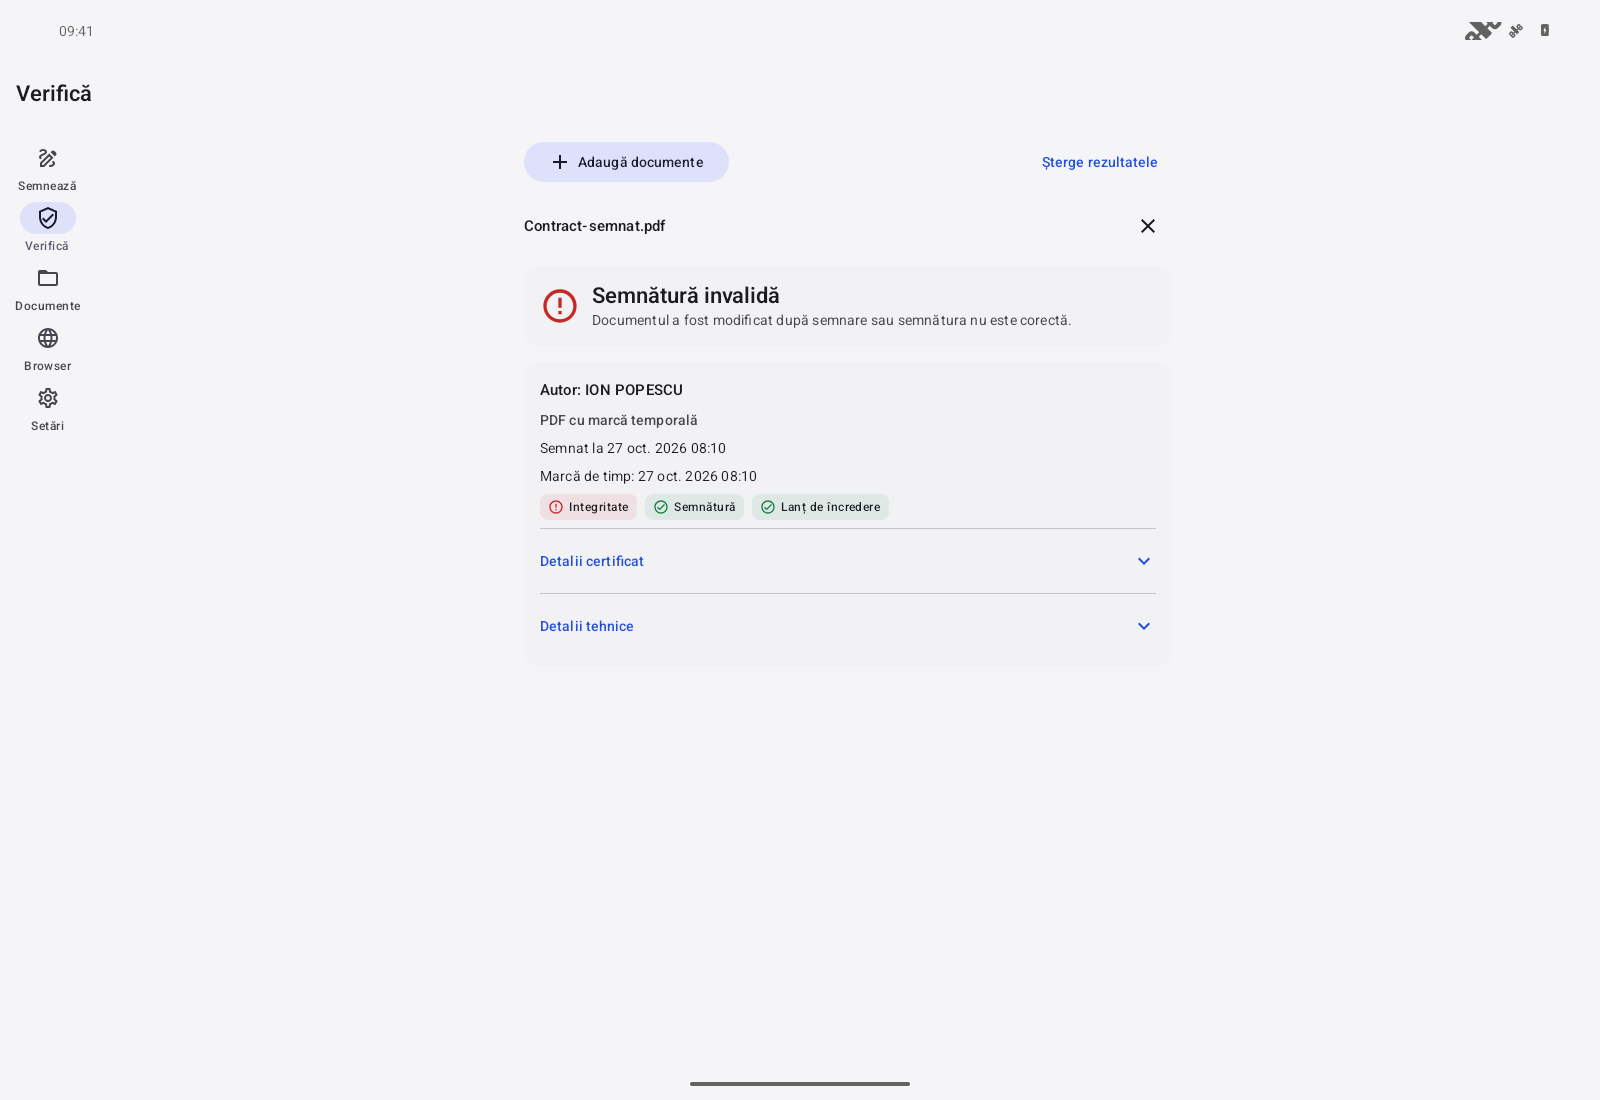 09:41
Verifică
Semnează
Verifică
Documente
Browser
Setări
Adaugă documente
Șterge rezultatele
Contract-semnat.pdf
Semnătură invalidă
Documentul a fost modificat după semnare sau semnătura nu este corectă.
Autor: ION POPESCU
PDF cu marcă temporală
Semnat la 27 oct. 2026 08:10
Marcă de timp: 27 oct. 2026 08:10
Integritate
Semnătură
Lanț de încredere
Detalii certificat
Detalii tehnice